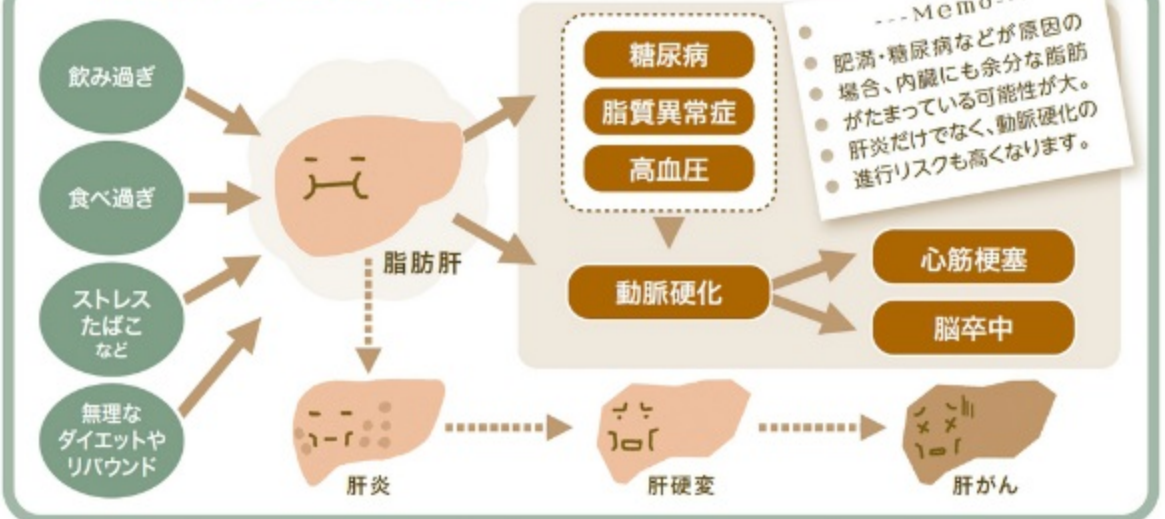 飲み過ぎ
食べ過ぎ
ストレス
たばこ
など
無理な
ダイエットや
リバウンド
脂肪肝
糖尿病
脂質異常症
高血圧
動脈硬化
心筋梗塞
脳卒中
---Memo---
肥満・糖尿病などが原因の
場合、内臓にも余分な脂肪
がたまっている可能性が大。
肝炎だけでなく、動脈硬化の
進行リスクも高くなります。
肝炎
肝硬変
肝がん